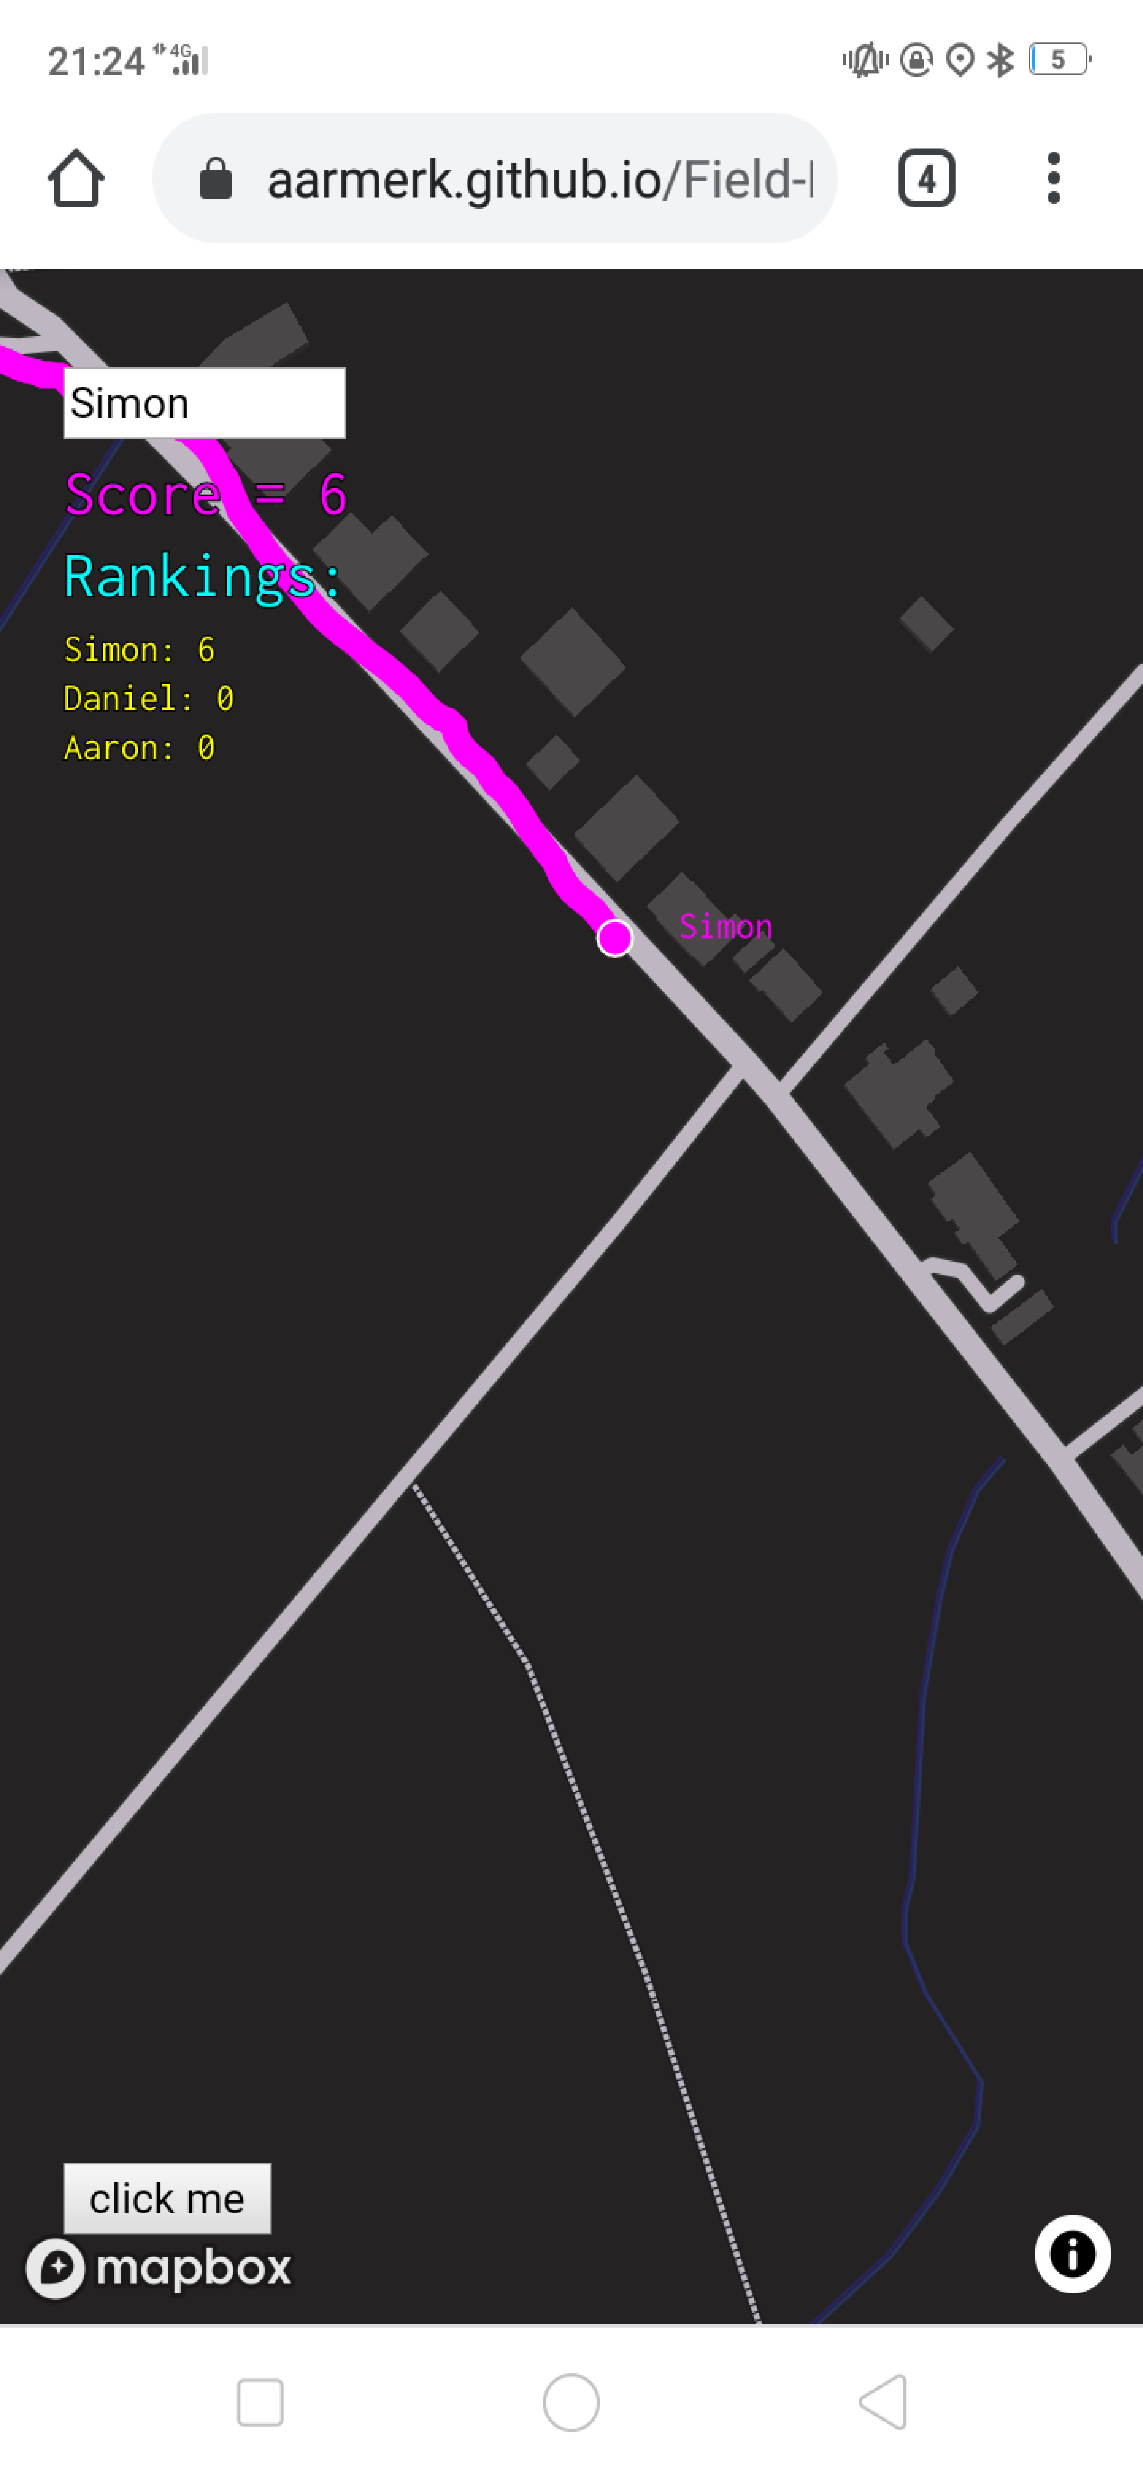 21:24 4G 5
aarmerk.github.io/Field-
4
Simon
Score = 6
Rankings:
Simon: 6
Daniel: 0
Aaron: 0
Simon
click me
mapbox